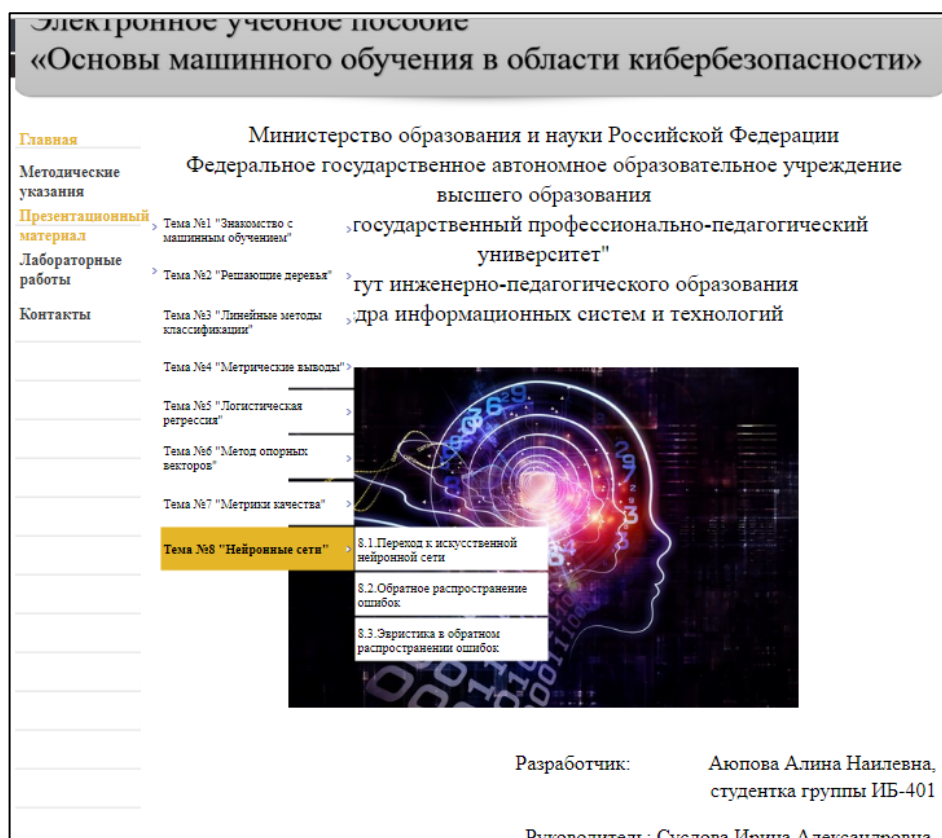 Электронное учебное пособие
«Основы машинного обучения в области кибербезопасности»
Главная
Методические
указания
Презентационный
материал
Лабораторные
работы
Контакты
Министерство образования и науки Российской Федерации
Федеральное государственное автономное образовательное учреждение
высшего образования
государственный профессионально-педагогический
университет"
тут инженерно-педагогического образования
дра информационных систем и технологий
Тема №1 "Знакомство с
машинным обучением"
Тема №2 "Решающие деревья"
Тема №3 "Линейные методы
классификации"
Тема №4 "Метрические выводы"
Тема №5 "Логистическая
регрессия"
Тема №6 "Метод опорных
векторов"
Тема №7 "Метрики качества"
Тема №8 "Нейронные сети"
8.1.Переход к искусственной
нейронной сети
8.2.Обратное распространение
ошибок
8.3.Эвристика в обратном
распространении ошибок
Разработчик: Аюпова Алина Наилевна,
студентка группы ИБ-401
Руководитель: Суслова Ирина Александровна,